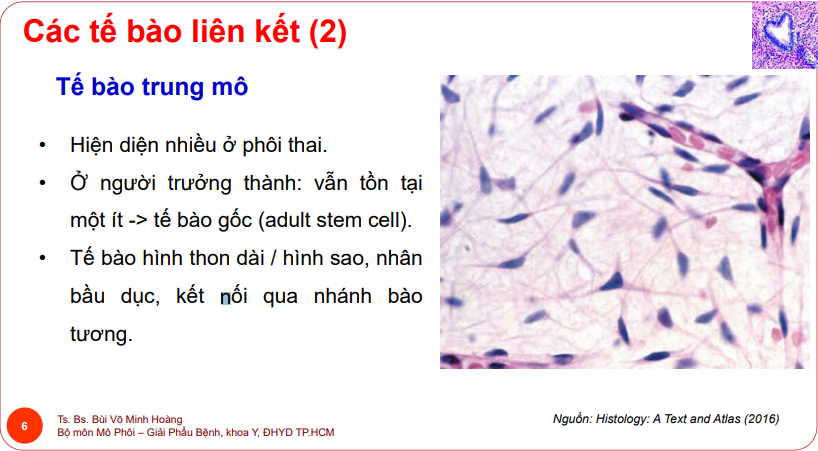 Các tế bào liên kết (2)
Tế bào trung mô
• Hiện diện nhiều ở phôi thai.
• Ở người trưởng thành: vẫn tồn tại
một ít -> tế bào gốc (adult stem cell).
• Tế bào hình thon dài / hình sao, nhân
bầu dục, kết nối qua nhánh bào
tương.
Nguồn: Histology: A Text and Atlas (2016)
6
Ts. Bs. Bùi Võ Minh Hoàng
Bộ môn Mô Phôi – Giải Phẩu Bệnh, khoa Y, ĐHYD TP.HCM